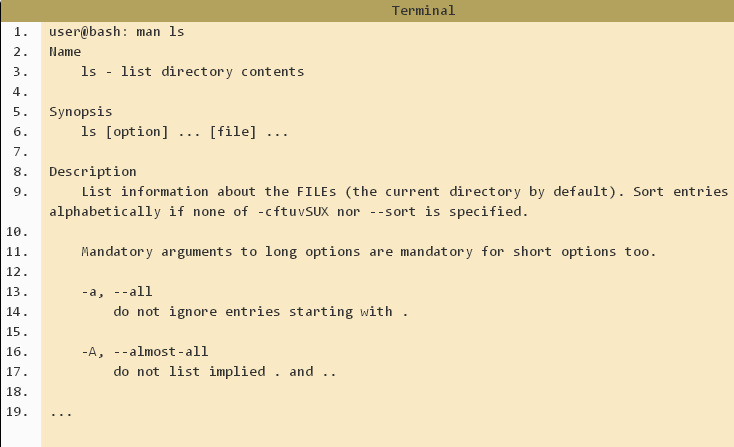 Terminal
1. user@bash: man ls
2. Name
3. ls - list directory contents
4.
5. Synopsis
6. ls [option] ... [file] ...
7.
8. Description
9. List information about the FILEs (the current directory by default). Sort entries
alphabetically if none of -cftuvSUX nor --sort is specified.
10.
11. Mandatory arguments to long options are mandatory for short options too.
12.
13. -a, --all
14. do not ignore entries starting with .
15.
16. -A, --almost-all
17. do not list implied . and ..
18.
19. ...